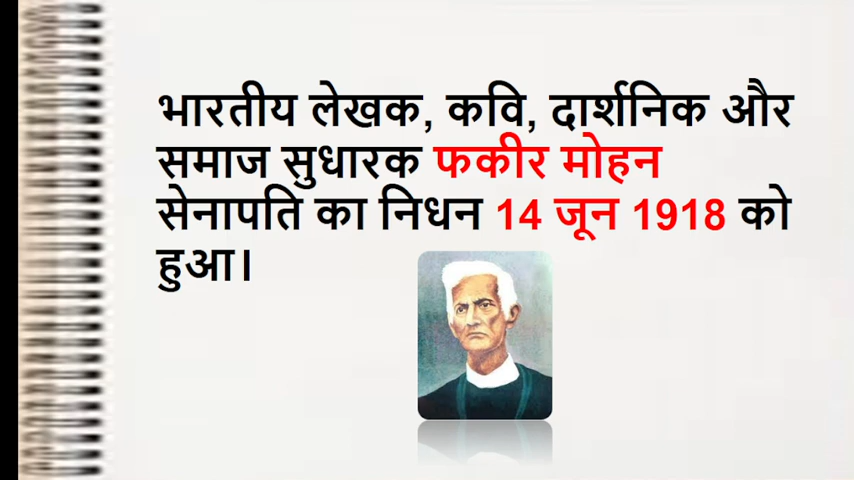 भारतीय लेखक, कवि, दार्शनिक और
समाज सुधारक फकीर मोहन
सेनापति का निधन 14 जून 1918 को
हुआ।